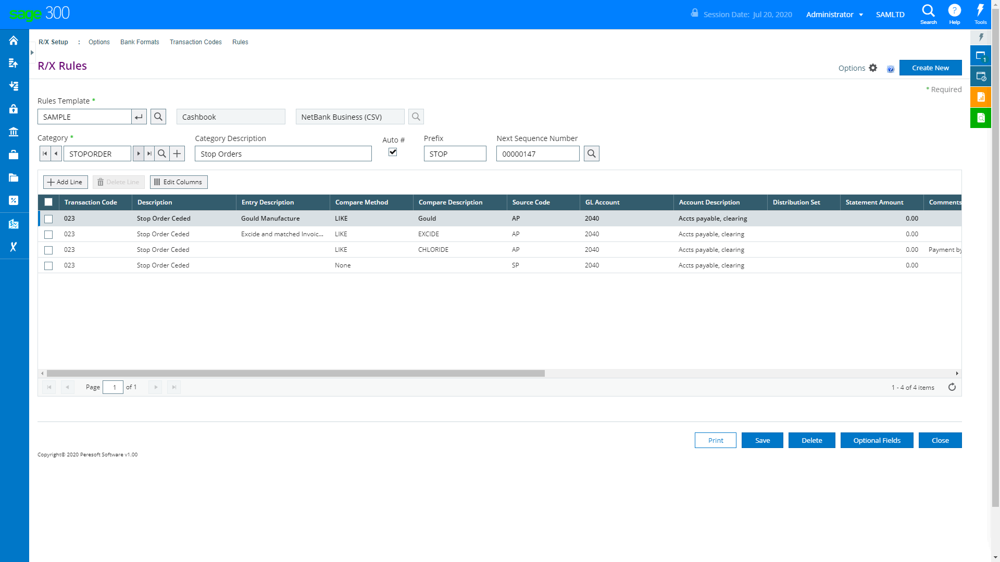 sage 300
Session Date: Jul 20, 2020
Administrator
SAMLTD
Search
Help
Tools
R/X Setup : Options Bank Formats Transaction Codes Rules
1
R/X Rules
Options
Create New
* Required
Rules Template *
SAMPLE
Cashbook
NetBank Business (CSV)
Category *
Category Description
Auto #
Prefix
Next Sequence Number
STOPORDER
Stop Orders
STOP
00000147
Add Line
Delete Line
Edit Columns
Transaction Code Description Entry Description Compare Method Compare Description Source Code GL Account Account Description Distribution Set Statement Amount Comments
023 Stop Order Ceded Gould Manufacture LIKE Gould AP 2040 Accts payable, clearing 0.00
023 Stop Order Ceded Excide and matched Invoic... LIKE EXCIDE AP 2040 Accts payable, clearing 0.00
023 Stop Order Ceded LIKE CHLORIDE AP 2040 Accts payable, clearing 0.00 Payment by
023 Stop Order Ceded None SP 2040 Accts payable, clearing 0.00
Page 1 of 1
1 - 4 of 4 items
Print
Save
Delete
Optional Fields
Close
Copyright© 2020 Peresoft Software v1.00